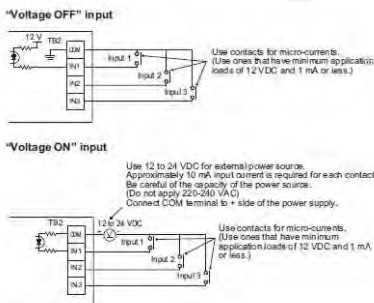 "Voltage OFF" input
12 V TB2
COM
IN1
IN2
IN3
Input 1
Input 2
Input 3
Use contacts for micro-currents.
(Use ones that have minimum application
loads of 12 VDC and 1 mA or less.)
"Voltage ON" input
Use 12 to 24 VDC for external power source.
Approximately 10 mA input current is required for each contact
Be careful of the capacity of the power source.
(Do not apply 220-240 VAC)
Connect COM terminal to + side of the power supply.
TB2
12 to 24 VDC
COM
IN1
IN2
IN3
Input 1
Input 2
Input 3
Use contacts for micro-currents.
(Use ones that have minimum
application loads of 12 VDC and 1 mA
or less.)